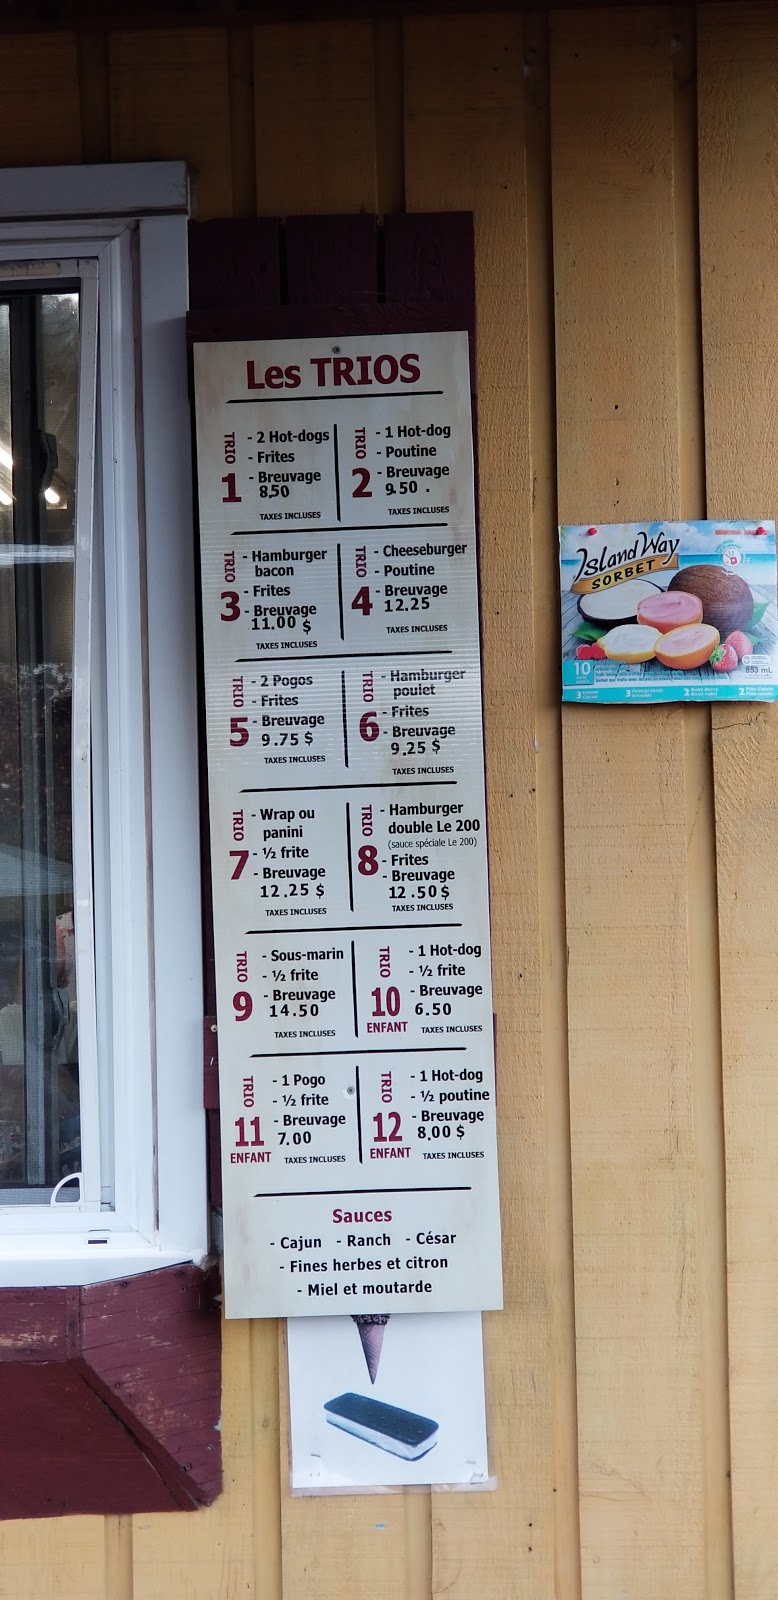 Les TRIOS
TRIO 1
- 2 Hot-dogs
- Frites
- Breuvage
8.50
TAXES INCLUSES
TRIO 2
- 1 Hot-dog
- Poutine
- Breuvage
9.50 .
TAXES INCLUSES
TRIO 3
- Hamburger
bacon
- Frites
- Breuvage
11.00 $
TAXES INCLUSES
TRIO 4
- Cheeseburger
- Poutine
- Breuvage
12.25
TAXES INCLUSES
TRIO 5
- 2 Pogos
- Frites
- Breuvage
9.75 $
TAXES INCLUSES
TRIO 6
- Hamburger
poulet
- Frites
- Breuvage
9.25 $
TAXES INCLUSES
TRIO 7
- Wrap ou
panini
- ½ frite
- Breuvage
12.25 $
TAXES INCLUSES
TRIO 8
- Hamburger
double Le 200
(sauce spéciale Le 200)
- Frites
- Breuvage
12.50 $
TAXES INCLUSES
TRIO 9
- Sous-marin
- ½ frite
- Breuvage
14.50
TAXES INCLUSES
TRIO 10
ENFANT
- 1 Hot-dog
- ½ frite
- Breuvage
6.50
TAXES INCLUSES
TRIO 11
ENFANT
- 1 Pogo
- ½ frite
- Breuvage
7.00
TAXES INCLUSES
TRIO 12
ENFANT
- 1 Hot-dog
- ½ poutine
- Breuvage
8.00 $
TAXES INCLUSES
Sauces
- Cajun - Ranch - César
- Fines herbes et citron
- Miel et moutarde
Island Way
SORBET
10
853 mL